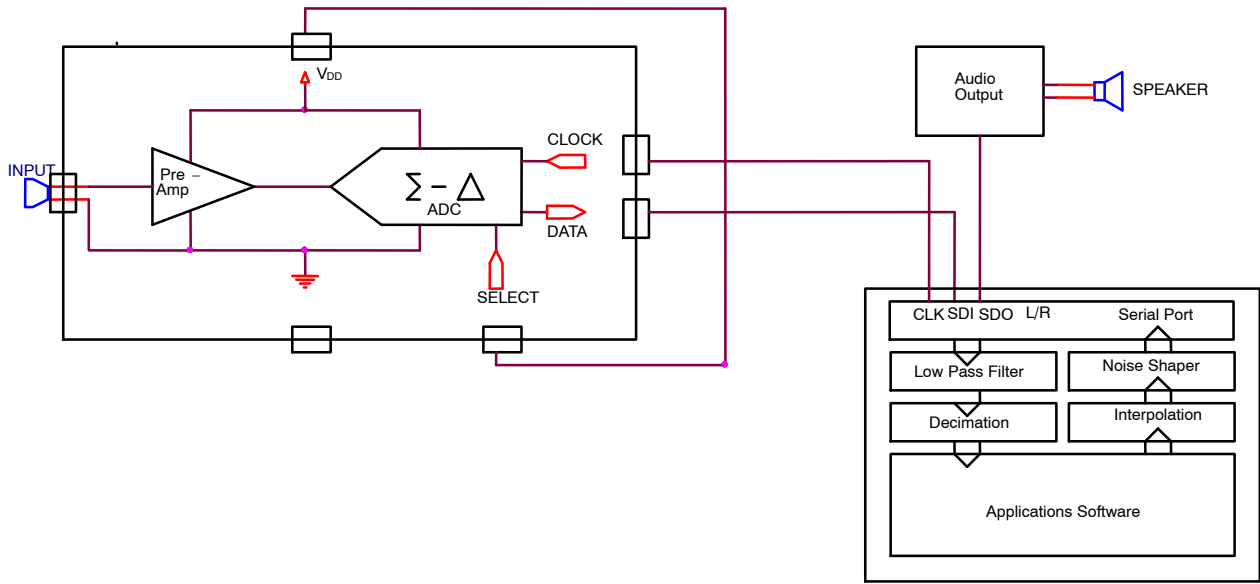 V_DD
INPUT
Pre –
Amp
Σ – Δ
ADC
CLOCK
DATA
SELECT
Audio
Output
SPEAKER
CLK SDI SDO L/R Serial Port
Low Pass Filter
Noise Shaper
Decimation
Interpolation
Applications Software